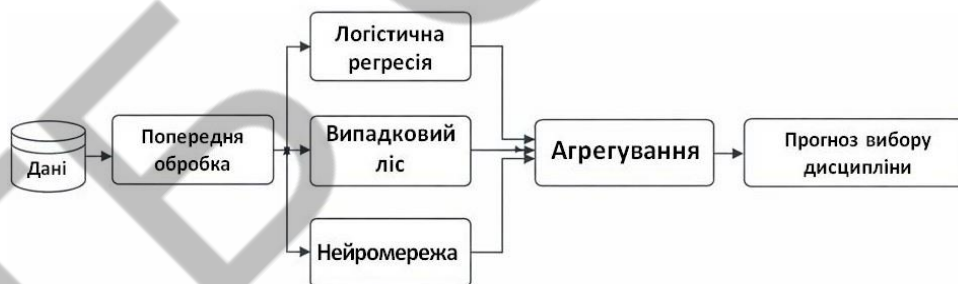 Логістична
регресія
Дані
Попередня
обробка
Випадковий
ліс
Агрегування
Прогноз вибору
дисципліни
Нейромережа